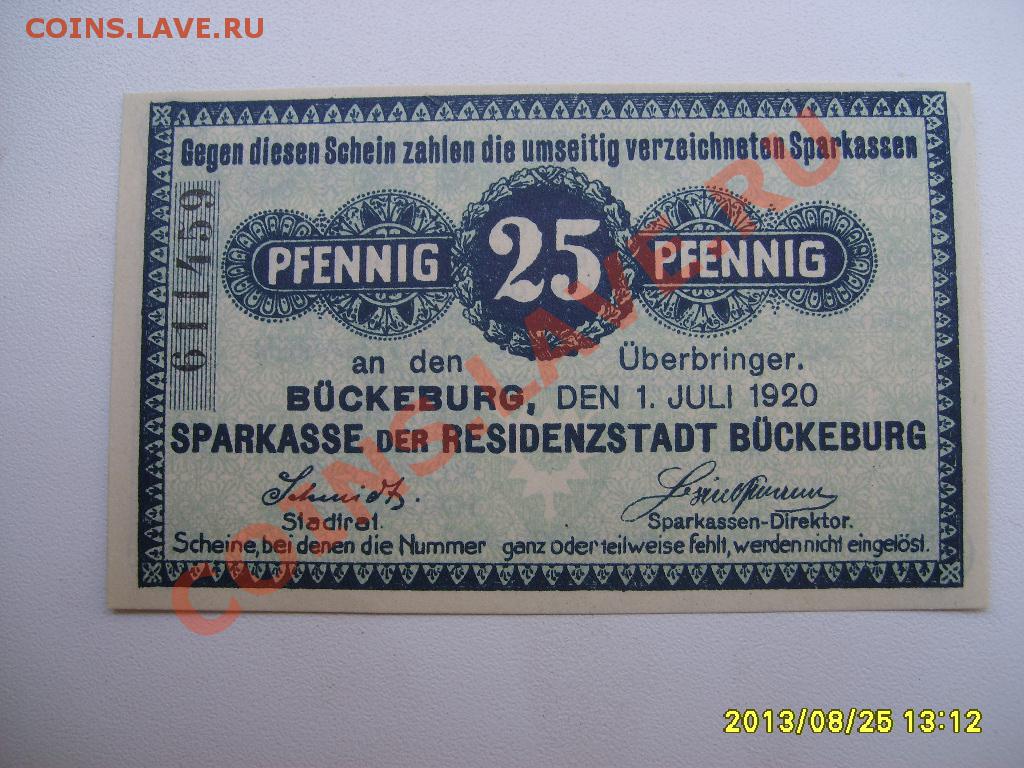 COINS.LAVE.RU
Gegen diesen Schein zahlen die umseitig verzeichneten Sparkassen
611459
PFENNIG 25 PFENNIG
an den Überbringer.
BÜCKEBURG, DEN 1. JULI 1920
SPARKASSE DER RESIDENZSTADT BÜCKEBURG
Schmidt.
Stadtrat. Sparkassen-Direktor.
Scheine, bei denen die Nummer ganz oder teilweise fehlt, werden nicht eingelöst.
COINS.LAVE.RU
2013/08/25 13:12